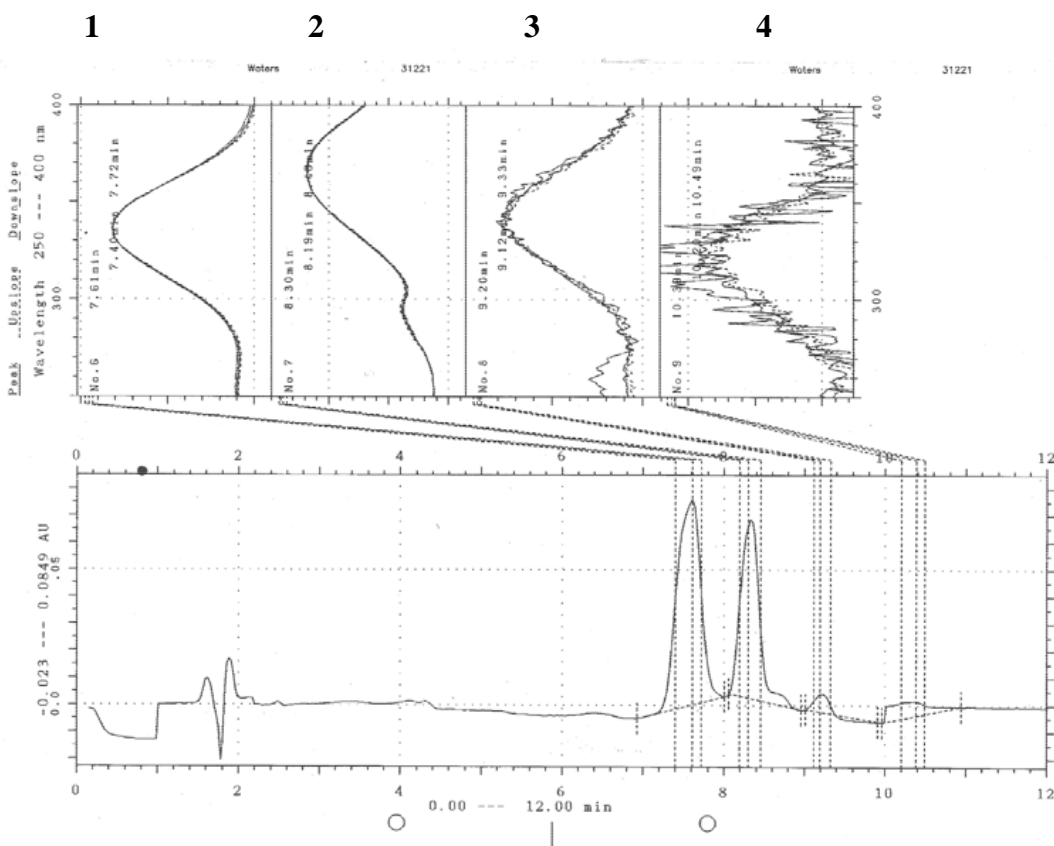 1 2 3 4
Waters 31221 Waters 31221
Peak Upslope Downslope
Wavelength 250 --- 400 nm
400
300
No.6 7.61min
7.40min 7.72min
No.7 8.30min
8.19min
No.8 9.20min
9.12min 9.33min
No.9
10.49min
400
300
0 2 4 6 8 10 12
-0.023 --- 0.0849 AU
0 .05
2 4 6 8 10 12
0.00 --- 12.00 min